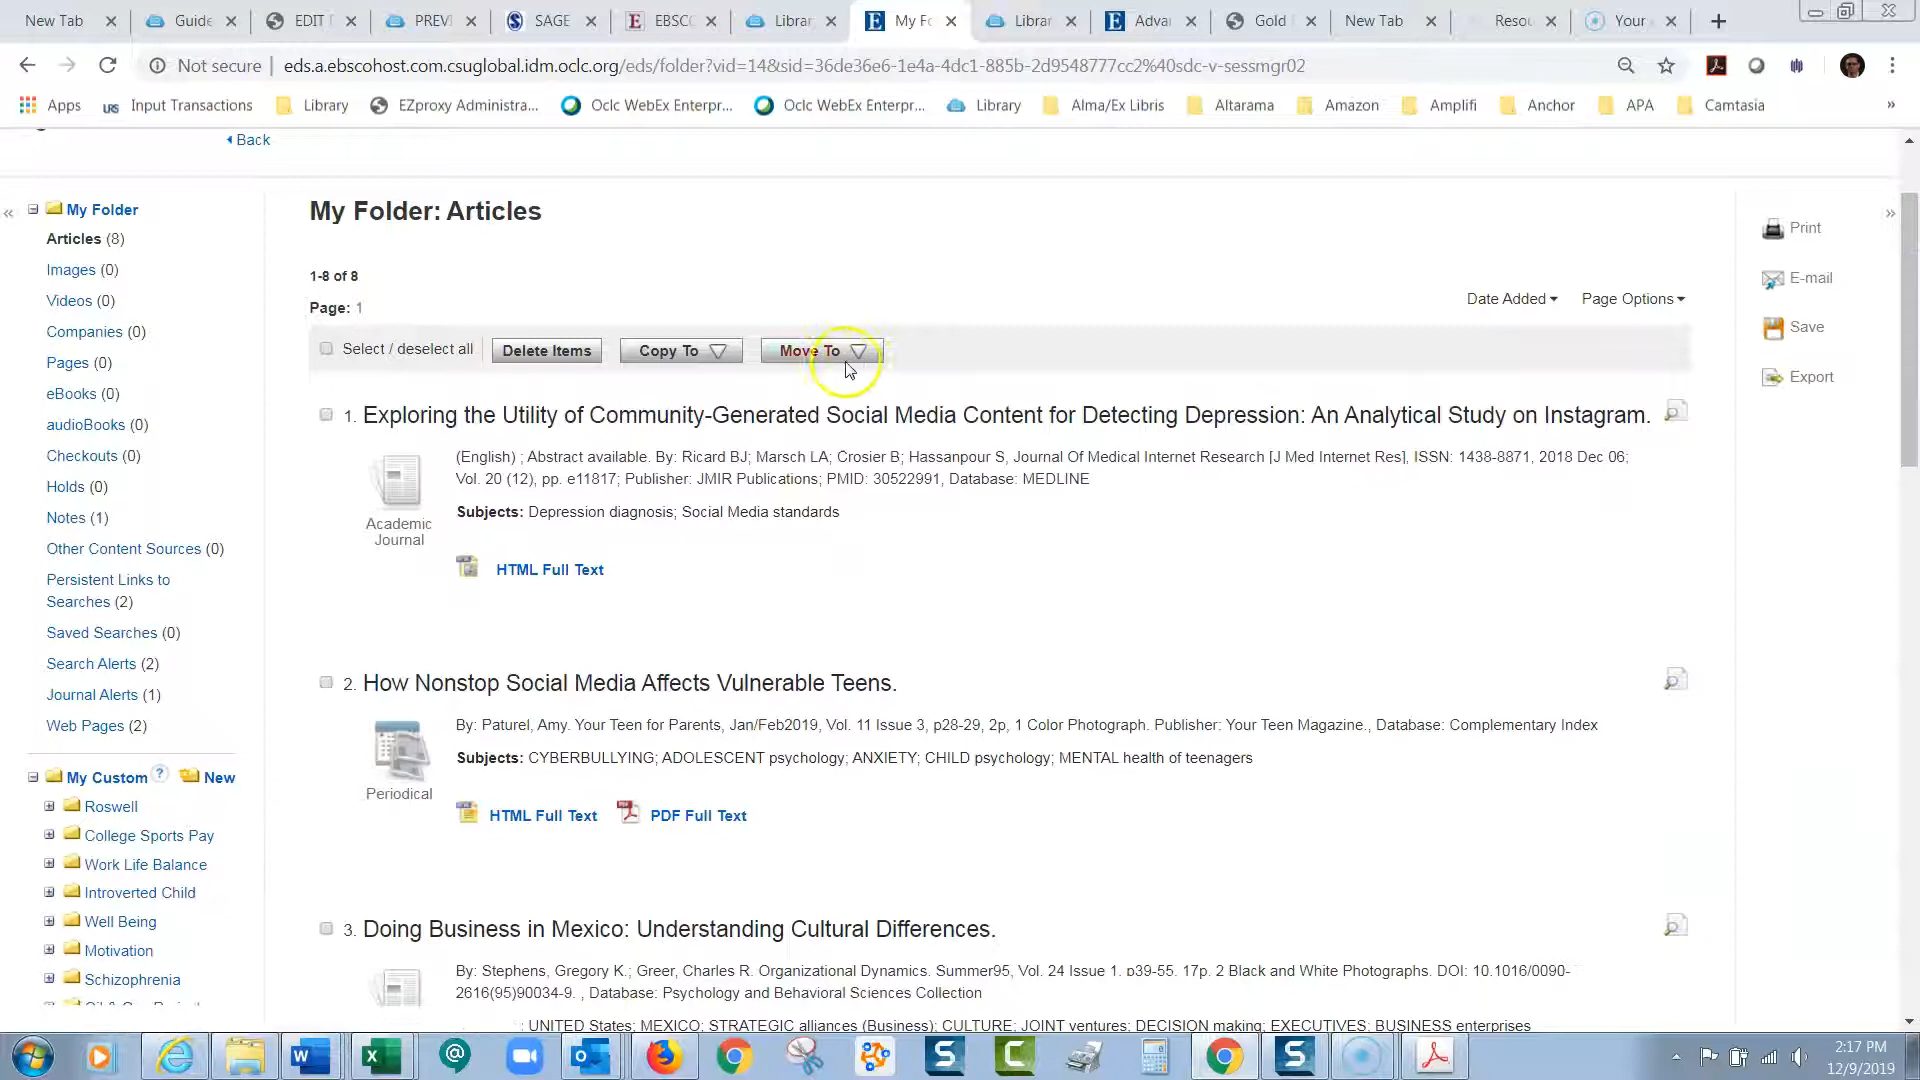 New Tab
Guide
EDIT F
PREVI
SAGE
EBSCO
Librar
My Fo
Librar
Advan
Gold
New Tab
Resou
Your
Not secure
eds.a.ebscohost.com.csuglobal.idm.oclc.org/eds/folder?vid=14&sid=36de36e6-1e4a-4dc1-885b-2d9548777cc2%40sdc-v-sessmgr02
Apps
URS
Input Transactions
Library
EZproxy Administra...
Oclc WebEx Enterpr...
Oclc WebEx Enterpr...
Library
Alma/Ex Libris
Altarama
Amazon
Amplifi
Anchor
APA
Camtasia
»
Back
«
My Folder
Articles (8)
Images (0)
Videos (0)
Companies (0)
Pages (0)
eBooks (0)
audioBooks (0)
Checkouts (0)
Holds (0)
Notes (1)
Other Content Sources (0)
Persistent Links to
Searches (2)
Saved Searches (0)
Search Alerts (2)
Journal Alerts (1)
Web Pages (2)
My Custom ? New
Roswell
College Sports Pay
Work Life Balance
Introverted Child
Well Being
Motivation
Schizophrenia
My Folder: Articles
1-8 of 8
Page: 1
Date Added
Page Options
Select / deselect all
Delete Items
Copy To
Move To
1. Exploring the Utility of Community-Generated Social Media Content for Detecting Depression: An Analytical Study on Instagram.
(English) ; Abstract available. By: Ricard BJ; Marsch LA; Crosier B; Hassanpour S, Journal Of Medical Internet Research [J Med Internet Res], ISSN: 1438-8871, 2018 Dec 06;
Vol. 20 (12), pp. e11817; Publisher: JMIR Publications; PMID: 30522991, Database: MEDLINE
Academic
Journal
Subjects: Depression diagnosis; Social Media standards
HTML Full Text
2. How Nonstop Social Media Affects Vulnerable Teens.
By: Paturel, Amy. Your Teen for Parents, Jan/Feb2019, Vol. 11 Issue 3, p28-29, 2p, 1 Color Photograph. Publisher: Your Teen Magazine., Database: Complementary Index
Periodical
Subjects: CYBERBULLYING; ADOLESCENT psychology; ANXIETY; CHILD psychology; MENTAL health of teenagers
HTML Full Text
PDF Full Text
3. Doing Business in Mexico: Understanding Cultural Differences.
By: Stephens, Gregory K.; Greer, Charles R. Organizational Dynamics. Summer95, Vol. 24 Issue 1. p39-55. 17p. 2 Black and White Photographs. DOI: 10.1016/0090-
2616(95)90034-9. , Database: Psychology and Behavioral Sciences Collection
: UNITED States; MEXICO; STRATEGIC alliances (Business); CULTURE; JOINT ventures; DECISION making; EXECUTIVES; BUSINESS enterprises
»
Print
E-mail
Save
Export
2:17 PM
12/9/2019